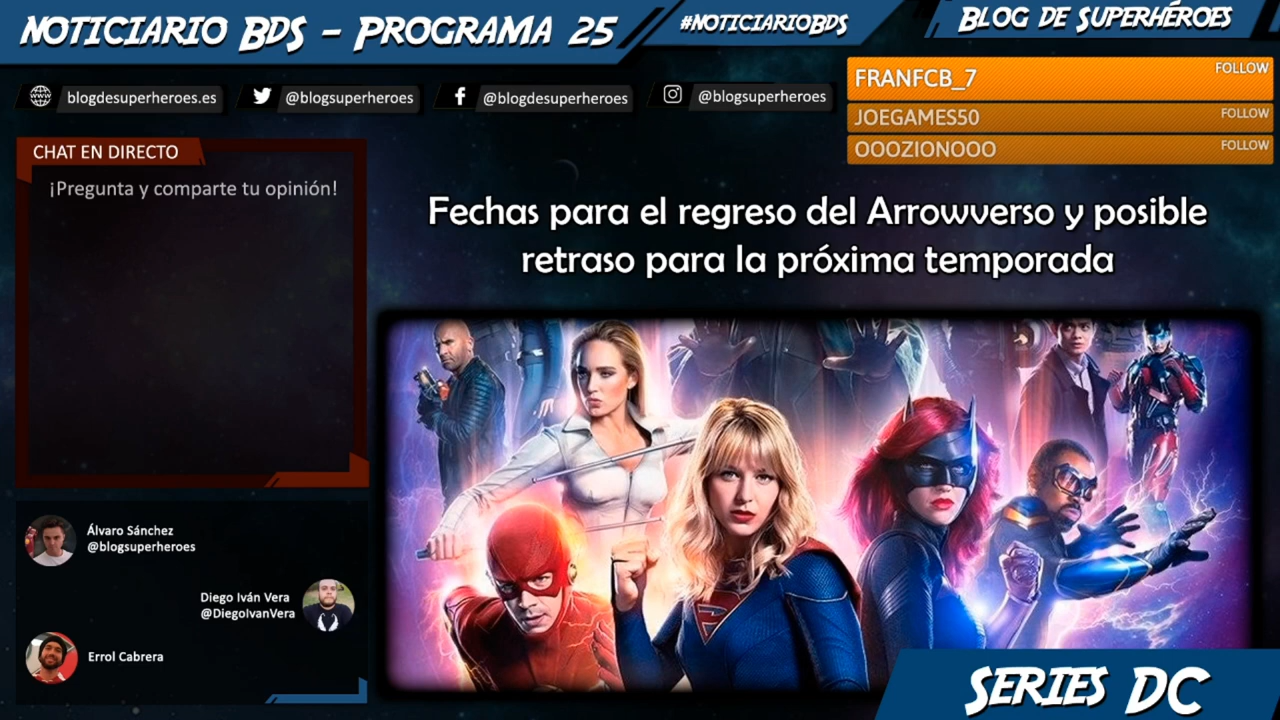 NOTICIARIO BDS - PROGRAMA 25
#NOTICIARIOBDS
BLOG DE SUPERHÉROES
www
blogdesuperheroes.es
@blogsuperheroes
@blogdesuperheroes
@blogsuperheroes
FRANFCB_7
FOLLOW
JOEGAMES50
FOLLOW
OOOZIONOOO
FOLLOW
CHAT EN DIRECTO
¡Pregunta y comparte tu opinión!
Fechas para el regreso del Arrowverso y posible
retraso para la próxima temporada
Álvaro Sánchez
@blogsuperheroes
Diego Iván Vera
@DiegoIvanVera
Errol Cabrera
SERIES DC